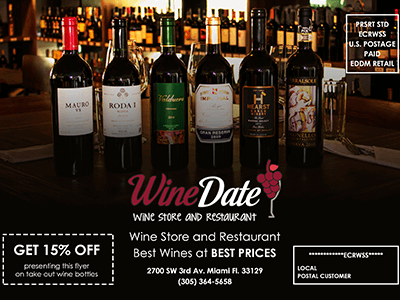 PRSRT STD
ECRWSS
U.S. POSTAGE
PAID
EDDM RETAIL
MAURO
RODA I
Valduero
GRAN RESERVA
HEARST
WineDate
WINE STORE AND RESTAURANT
Wine Store and Restaurant
Best Wines at BEST PRICES
2700 SW 3rd Av. Miami Fl. 33129
(305) 364-5658
GET 15% OFF
presenting this flyer
on take out wine bottles
************ECRWSS*****
LOCAL
POSTAL CUSTOMER